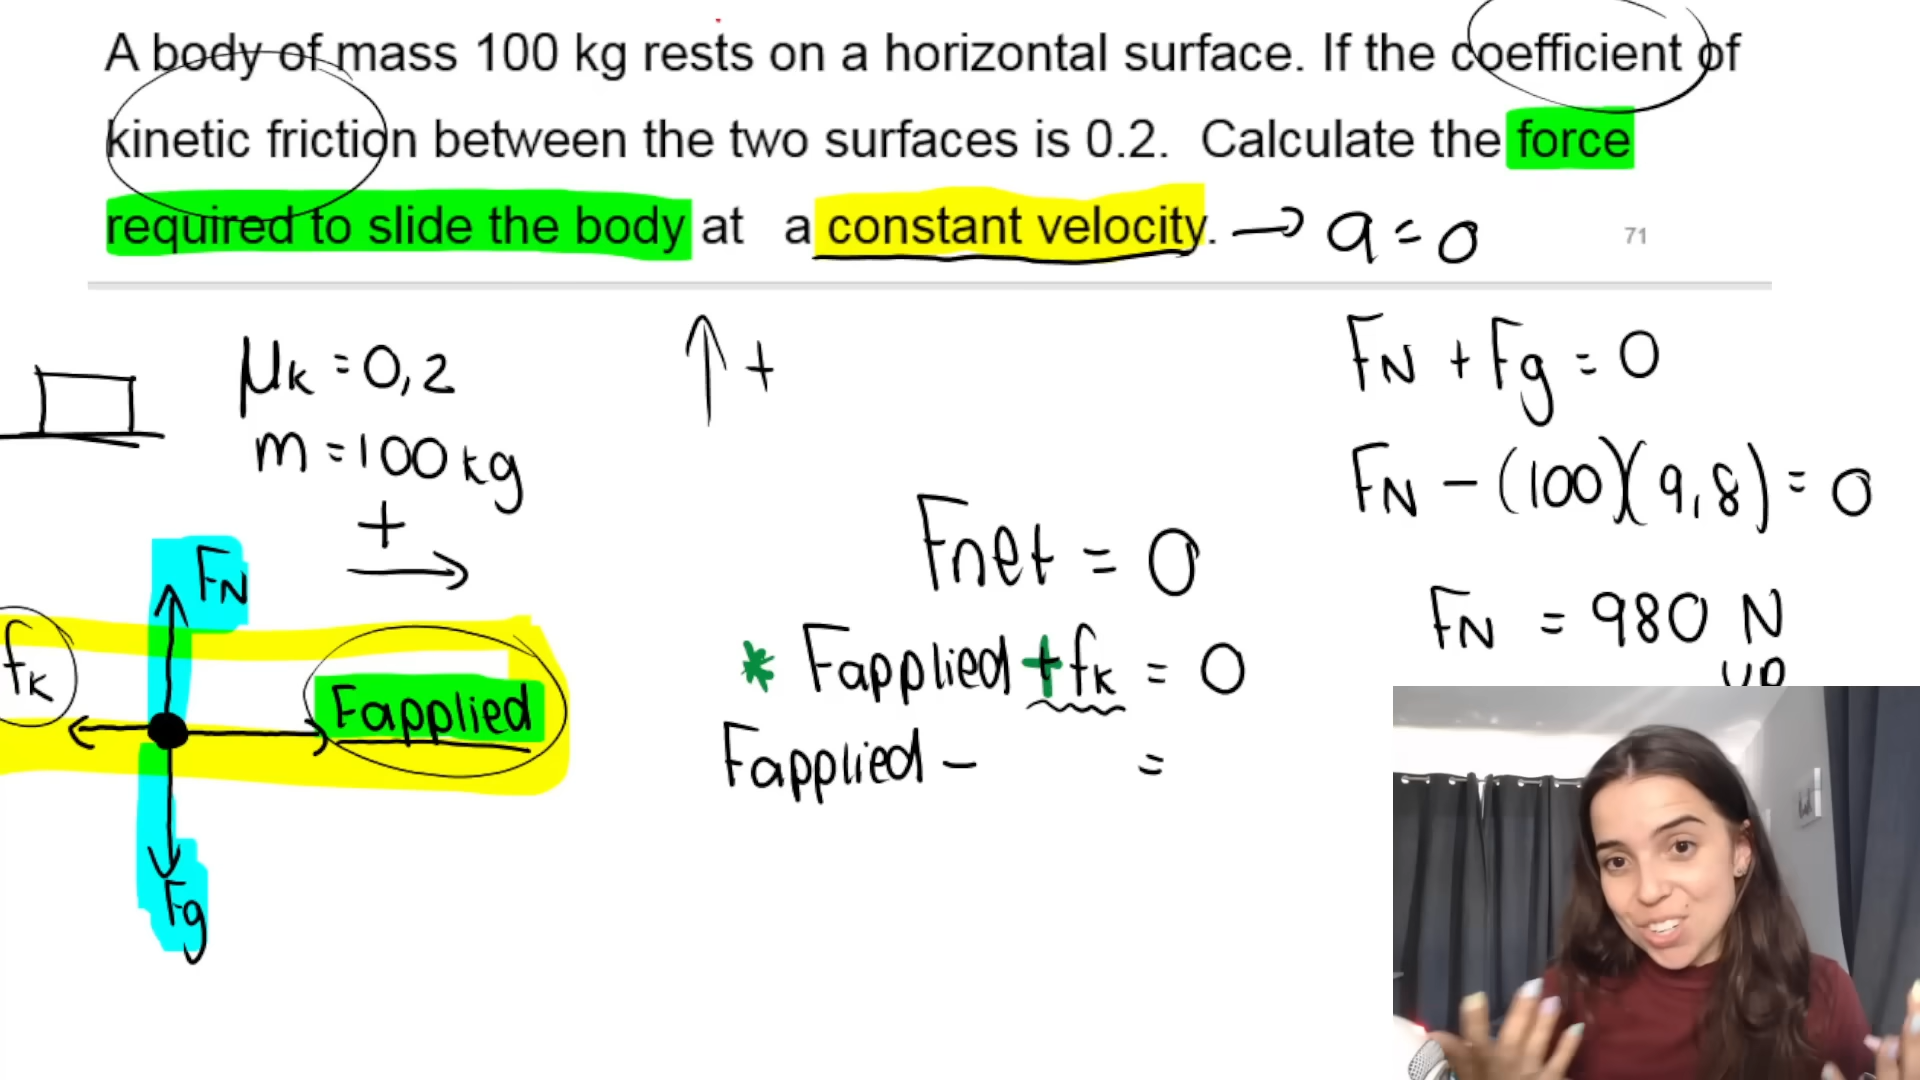 A body of mass 100 kg rests on a horizontal surface. If the coefficient of
kinetic friction between the two surfaces is 0.2. Calculate the force
required to slide the body at a constant velocity. → a = 0
71
μk = 0,2
m = 100 kg
+
↑ +
FN + Fg = 0
FN - (100)(9,8) = 0
FN = 980 N
up
Fnet = 0
* Fapplied + fk = 0
Fapplied - =
FN
fk
Fapplied
Fg